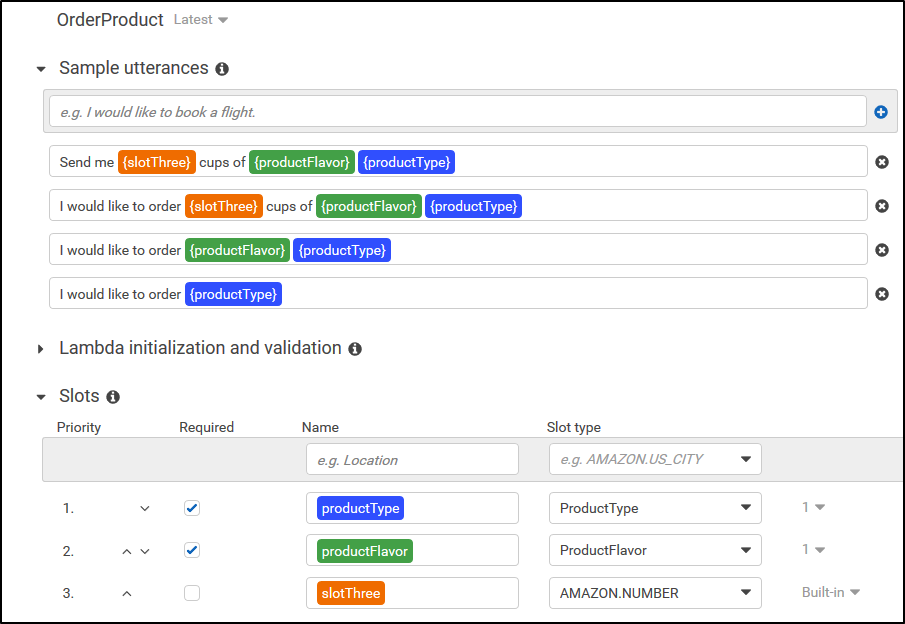 OrderProduct Latest
Sample utterances
e.g. I would like to book a flight.
Send me {slotThree} cups of {productFlavor} {productType}
I would like to order {slotThree} cups of {productFlavor} {productType}
I would like to order {productFlavor} {productType}
I would like to order {productType}
Lambda initialization and validation
Slots
Priority Required Name Slot type
e.g. Location e.g. AMAZON.US_CITY
1. productType ProductType 1
2. productFlavor ProductFlavor 1
3. slotThree AMAZON.NUMBER Built-in